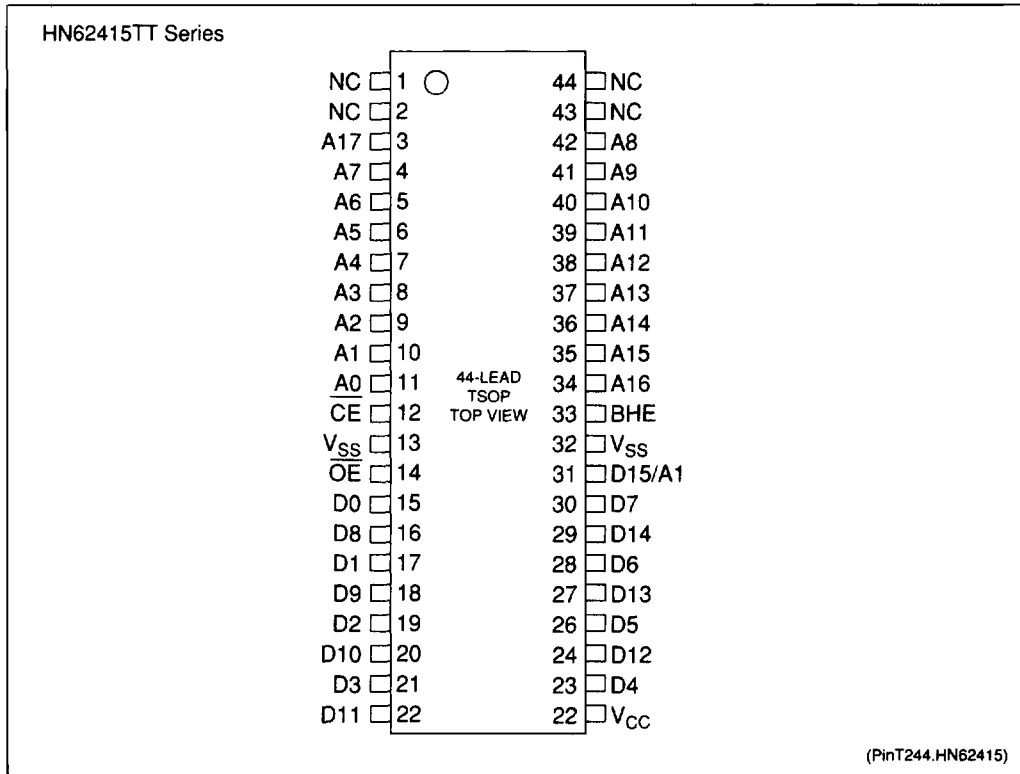 HN62415TT Series
NC 1 44 NC
NC 2 43 NC
A17 3 42 A8
A7 4 41 A9
A6 5 40 A10
A5 6 39 A11
A4 7 38 A12
A3 8 37 A13
A2 9 36 A14
A1 10 35 A15
A0 11 34 A16
C̅E̅ 12 33 BHE
VSS 13 32 VSS
O̅E̅ 14 31 D15/A1
D0 15 30 D7
D8 16 29 D14
D1 17 28 D6
D9 18 27 D13
D2 19 26 D5
D10 20 24 D12
D3 21 23 D4
D11 22 22 VCC
44-LEAD
TSOP
TOP VIEW
(PinT244.HN62415)